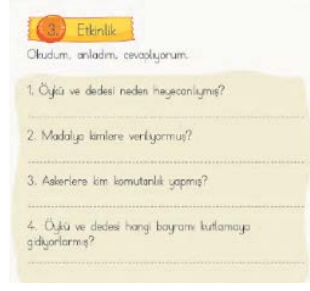 3. Etkinlik
Okudum, anladım, cevaplıyorum.
1. Öykü ve dedesi neden heyecanlıymış?
2. Madalya kimlere veriliyormuş?
3. Askerlere kim komutanlık yapmış?
4. Öykü ve dedesi hangi bayramı kutlamaya
gidiyorlarmış?